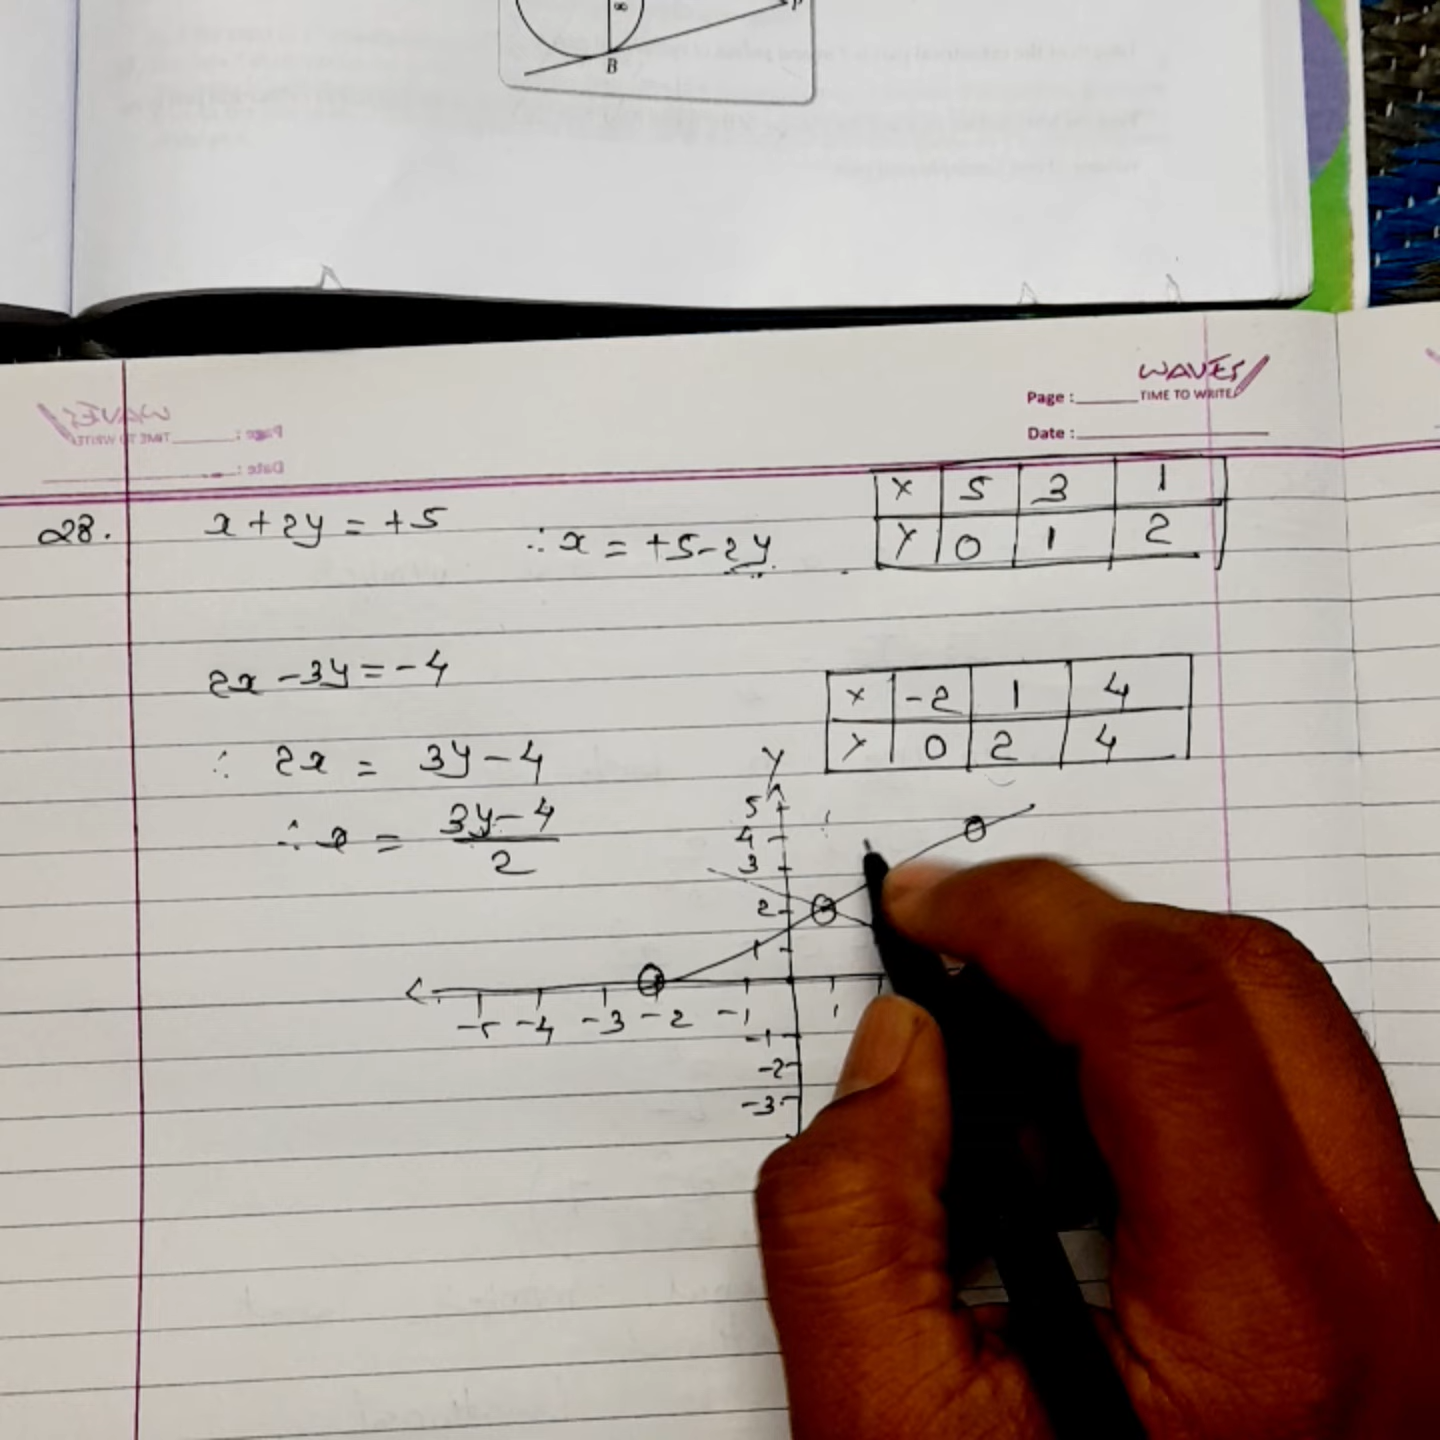 ∞
P
B
WAVES
Page : TIME TO WRITE
Date :
28. x + 2y = +5 ∴ x = +5 - 2y
X 5 3 1
Y 0 1 2
2x - 3y = -4
X -2 1 4
Y 0 2 4
∴ 2x = 3y - 4
∴ x = 3y - 4 / 2
Y
5
4
3
2
1
-5 -4 -3 -2 -1 1
-1
-2
-3